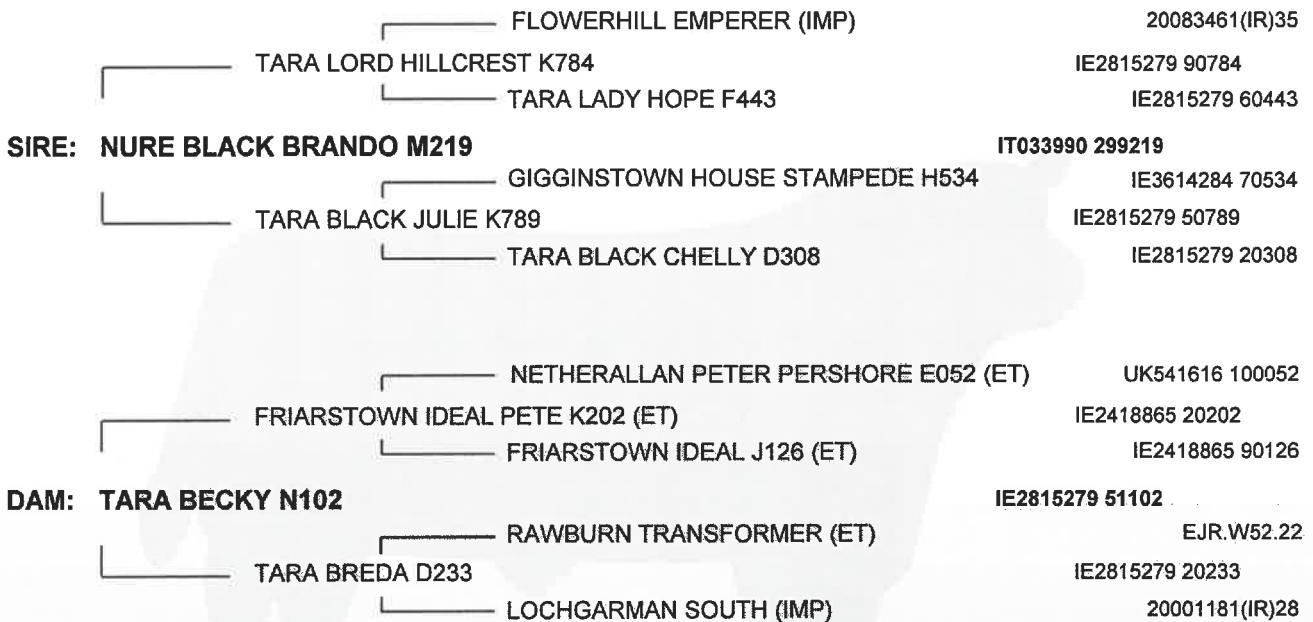 FLOWERHILL EMPERER (IMP) 20083461(IR)35
TARA LORD HILLCREST K784 IE2815279 90784
TARA LADY HOPE F443 IE2815279 60443
SIRE: NURE BLACK BRANDO M219 IT033990 299219
GIGGINSTOWN HOUSE STAMPEDE H534 IE3614284 70534
TARA BLACK JULIE K789 IE2815279 50789
TARA BLACK CHELLY D308 IE2815279 20308
NETHERALLAN PETER PERSHORE E052 (ET) UK541616 100052
FRIARSTOWN IDEAL PETE K202 (ET) IE2418865 20202
FRIARSTOWN IDEAL J126 (ET) IE2418865 90126
DAM: TARA BECKY N102 IE2815279 51102
RAWBURN TRANSFORMER (ET) EJR.W52.22
TARA BREDA D233 IE2815279 20233
LOCHGARMAN SOUTH (IMP) 20001181(IR)28